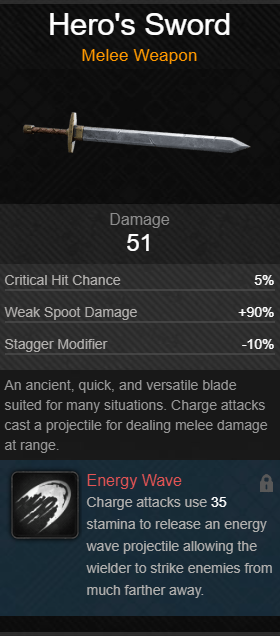 Hero's Sword
Melee Weapon
Damage
51
Critical Hit Chance 5%
Weak Spoot Damage +90%
Stagger Modifier -10%
An ancient, quick, and versatile blade
suited for many situations. Charge attacks
cast a projectile for dealing melee damage
at range.
Energy Wave
Charge attacks use 35
stamina to release an energy
wave projectile allowing the
wielder to strike enemies from
much farther away.